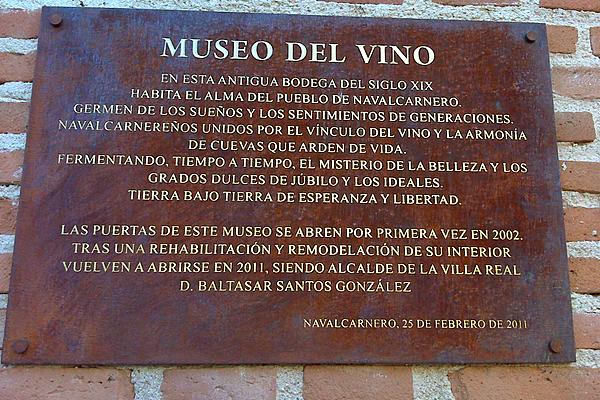 MUSEO DEL VINO
EN ESTA ANTIGUA BODEGA DEL SIGLO XIX
HABITA EL ALMA DEL PUEBLO DE NAVALCARNERO.
GERMEN DE LOS SUEÑOS Y LOS SENTIMIENTOS DE GENERACIONES.
NAVALCARNEREÑOS UNIDOS POR EL VÍNCULO DEL VINO Y LA ARMONÍA
DE CUEVAS QUE ARDEN DE VIDA.
FERMENTANDO, TIEMPO A TIEMPO, EL MISTERIO DE LA BELLEZA Y LOS
GRADOS DULCES DE JÚBILO Y LOS IDEALES.
TIERRA BAJO TIERRA DE ESPERANZA Y LIBERTAD.
LAS PUERTAS DE ESTE MUSEO SE ABREN POR PRIMERA VEZ EN 2002.
TRAS UNA REHABILITACIÓN Y REMODELACIÓN DE SU INTERIOR
VUELVEN A ABRIRSE EN 2011, SIENDO ALCALDE DE LA VILLA REAL
D. BALTASAR SANTOS GONZÁLEZ
NAVALCARNERO, 25 DE FEBRERO DE 2011